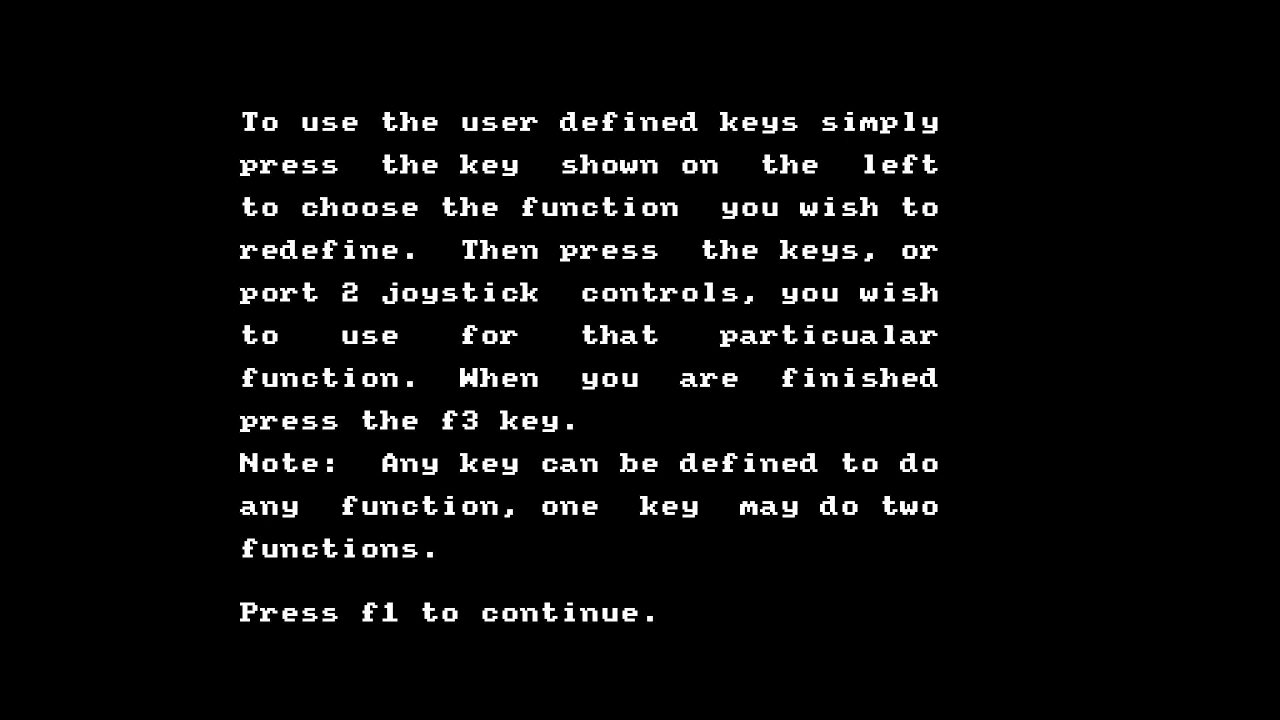 To use the user defined keys simply
press  the key  shown on  the  left
to choose the function  you wish to
redefine.  Then press  the keys, or
port 2 joystick  controls, you wish
to   use   for   that   particualar
function.  When  you  are  finished
press the f3 key.
Note:  Any key can be defined to do
any  function, one  key  may do two
functions.
Press f1 to continue.